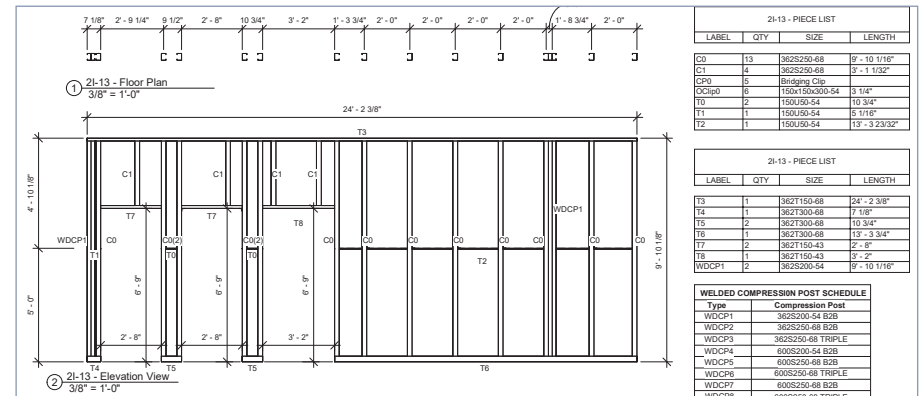 7 1/8" 2' - 9 1/4" 9 1/2" 2' - 8" 10 3/4" 3' - 2" 1' - 3 3/4" 2' - 0" 2' - 0" 2' - 0" 2' - 0" 1' - 8 3/4" 2' - 0"
1 2I-13 - Floor Plan
3/8" = 1'-0"
24' - 2 3/8"
T3
4' - 10 1/8"
C1 C1 C1 C1
T7 T7 T8
WDCP1
WDCP1 C0 C0(2) C0(2) C0 C0 C0 C0 C0 C0 C0 C0
T1 T0 T0 T2
9' - 10 1/8"
5' - 0"
6' - 9" 6' - 9" 6' - 9"
2' - 8" 2' - 8" 3' - 2"
T4 T5 T5 T6
2 2I-13 - Elevation View
3/8" = 1'-0"
2I-13 - PIECE LIST
LABEL QTY SIZE LENGTH
C0 13 362S250-68 9' - 10 1/16"
C1 4 362S250-68 3' - 1 1/32"
CP0 5 Bridging Clip
OClip0 6 150x150x300-54 3 1/4"
T0 2 150U50-54 10 3/4"
T1 1 150U50-54 5 1/16"
T2 1 150U50-54 13' - 3 23/32"
2I-13 - PIECE LIST
LABEL QTY SIZE LENGTH
T3 1 362T150-68 24' - 2 3/8"
T4 1 362T300-68 7 1/8"
T5 2 362T300-68 10 3/4"
T6 1 362T300-68 13' - 3 3/4"
T7 2 362T150-43 2' - 8"
T8 1 362T150-43 3' - 2"
WDCP1 2 362S200-54 9' - 10 1/16"
WELDED COMPRESSI0N POST SCHEDULE
Type Compression Post
WDCP1 362S200-54 B2B
WDCP2 362S250-68 B2B
WDCP3 362S250-68 TRIPLE
WDCP4 600S200-54 B2B
WDCP5 600S250-68 B2B
WDCP6 600S250-68 TRIPLE
WDCP7 600S250-68 B2B